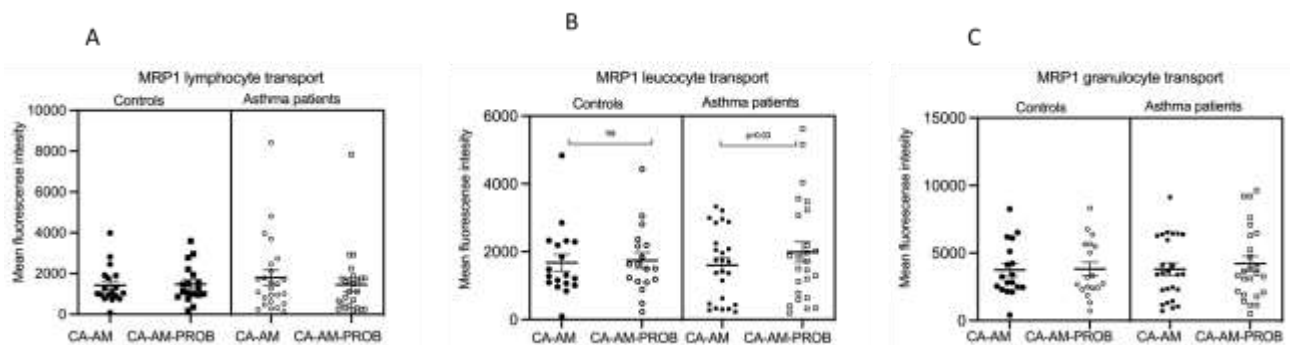 A
MRP1 lymphocyte transport
Controls
Asthma patients
Mean fluorescense intesity
10000
8000
6000
4000
2000
0
CA-AM
CA-AM-PROB
CA-AM
CA-AM-PROB
B
MRP1 leucocyte transport
Controls
Asthma patients
Mean fluorescense intesity
6000
4000
2000
0
ns
p=0.03
CA-AM
CA-AM-PROB
CA-AM
CA-AM-PROB
C
MRP1 granulocyte transport
Controls
Asthma patients
Mean fluorescense intesity
15000
10000
5000
0
CA-AM
CA-AM-PROB
CA-AM
CA-AM-PROB